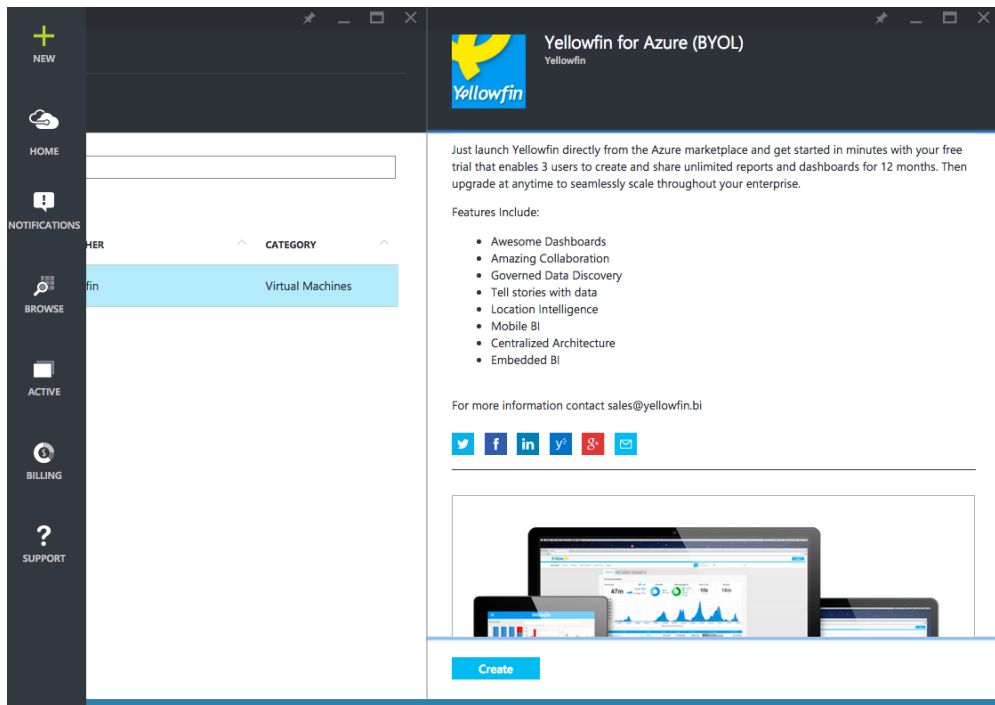 NEW
HOME
NOTIFICATIONS
BROWSE
ACTIVE
BILLING
SUPPORT
HER
CATEGORY
fin
Virtual Machines
Yellowfin
Yellowfin for Azure (BYOL)
Yellowfin
Just launch Yellowfin directly from the Azure marketplace and get started in minutes with your free
trial that enables 3 users to create and share unlimited reports and dashboards for 12 months. Then
upgrade at anytime to seamlessly scale throughout your enterprise.
Features Include:
Awesome Dashboards
Amazing Collaboration
Governed Data Discovery
Tell stories with data
Location Intelligence
Mobile BI
Centralized Architecture
Embedded BI
For more information contact sales@yellowfin.bi
47m
10k
14m
Create